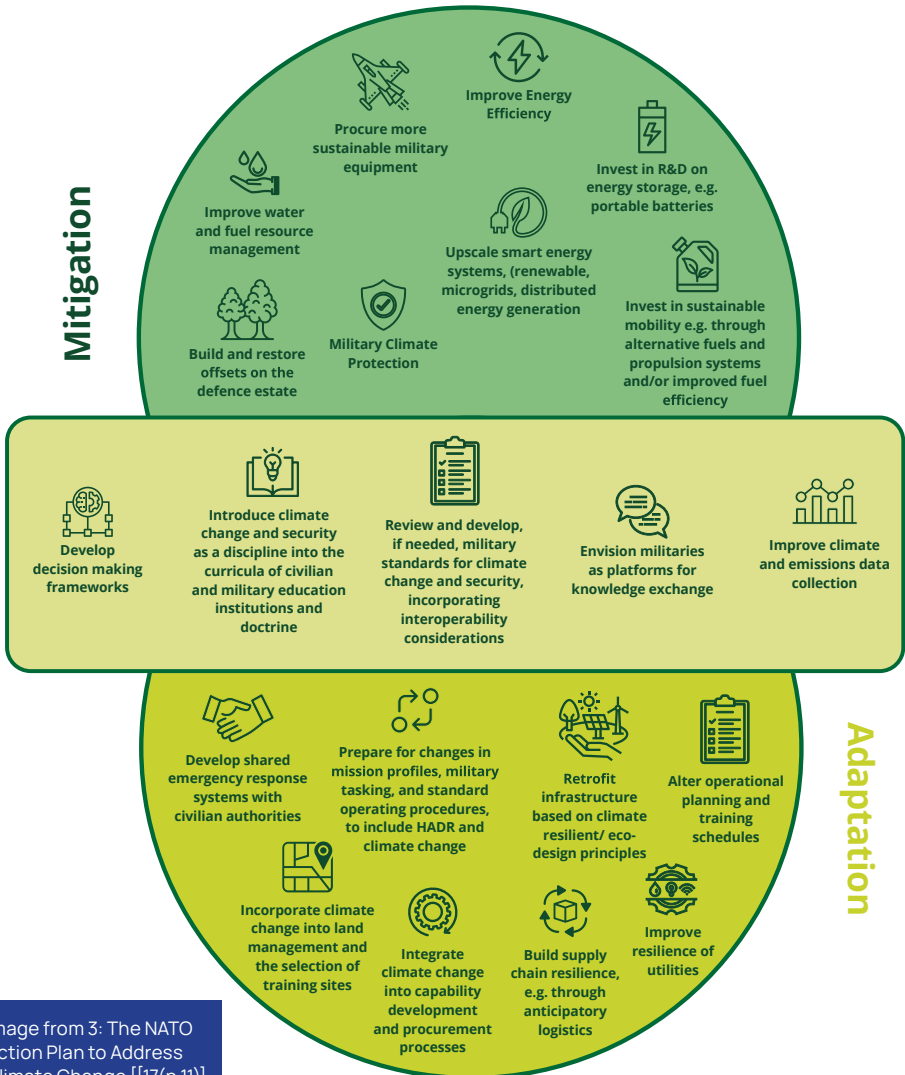 Mitigation
Improve Energy
Efficiency
Procure more
sustainable military
equipment
Invest in R&D on
energy storage, e.g.
portable batteries
Improve water
and fuel resource
management
Upscale smart energy
systems, (renewable,
microgrids, distributed
energy generation
Build and restore
offsets on the
defence estate
Military Climate
Protection
Invest in sustainable
mobility e.g. through
alternative fuels and
propulsion systems
and/or improved fuel
efficiency
Develop
decision making
frameworks
Introduce climate
change and security
as a discipline into the
curricula of civilian
and military education
institutions and
doctrine
Review and develop,
if needed, military
standards for climate
change and security,
incorporating
interoperability
considerations
Envision militaries
as platforms for
knowledge exchange
Improve climate
and emissions data
collection
Adaptation
Develop shared
emergency response
systems with
civilian authorities
Prepare for changes in
mission profiles, military
tasking, and standard
operating procedures,
to include HADR and
climate change
Retrofit
infrastructure
based on climate
resilient/ eco-
design principles
Alter operational
planning and
training
schedules
Incorporate climate
change into land
management and
the selection of
training sites
Integrate
climate change
into capability
development
and procurement
processes
Build supply
chain resilience,
e.g. through
anticipatory
logistics
Improve
resilience of
utilities
mage from 3: The NATO
ction Plan to Address
limate Change [[17(p.11)]